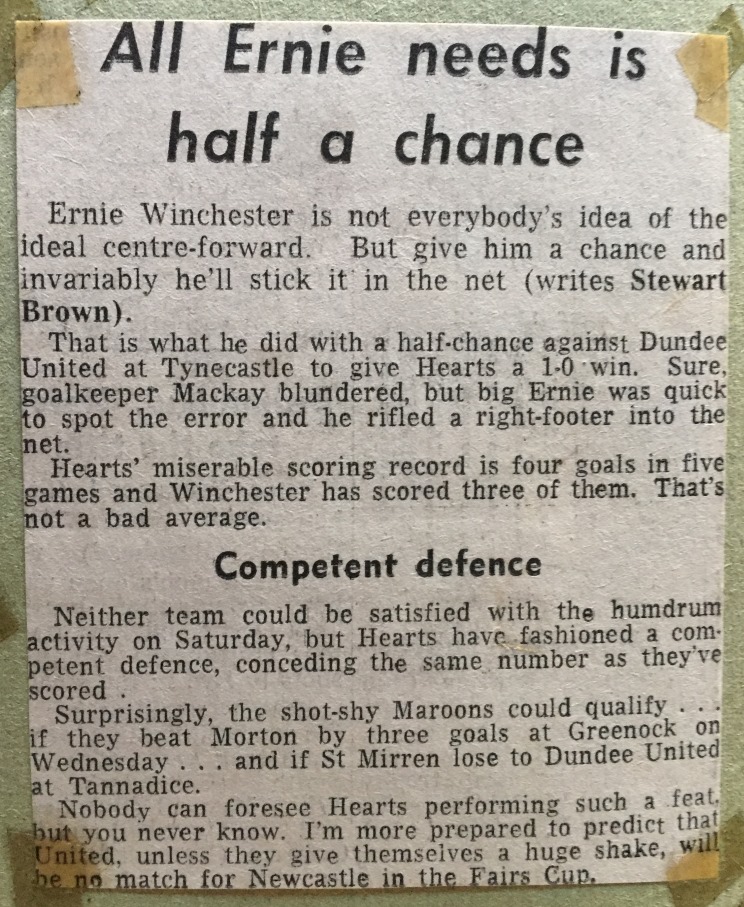 All Ernie needs is
half a chance
Ernie Winchester is not everybody's idea of the
ideal centre-forward. But give him a chance and
invariably he'll stick it in the net (writes Stewart
Brown).
That is what he did with a half-chance against Dundee
United at Tynecastle to give Hearts a 1-0 win. Sure,
goalkeeper Mackay blundered, but big Ernie was quick
to spot the error and he rifled a right-footer into the
net.
Hearts' miserable scoring record is four goals in five
games and Winchester has scored three of them. That's
not a bad average.
Competent defence
Neither team could be satisfied with the humdrum
activity on Saturday, but Hearts have fashioned a com-
petent defence, conceding the same number as they've
scored .
Surprisingly, the shot-shy Maroons could qualify . . .
if they beat Morton by three goals at Greenock on
Wednesday . . . and if St Mirren lose to Dundee United
at Tannadice.
Nobody can foresee Hearts performing such a feat,
but you never know. I'm more prepared to predict that
United, unless they give themselves a huge shake, will
be no match for Newcastle in the Fairs Cup.